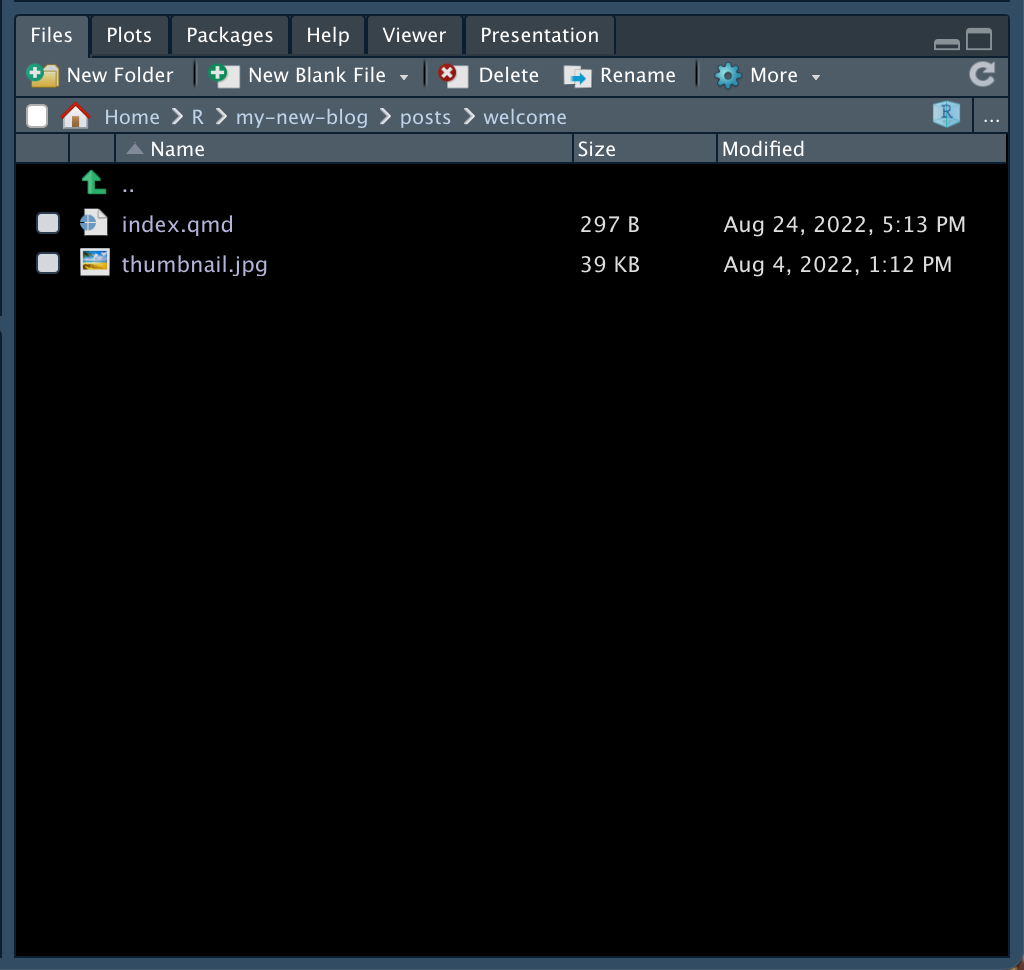 Files Plots Packages Help Viewer Presentation
New Folder New Blank File Delete Rename More
Home R my-new-blog posts welcome R ...
Name Size Modified
..
index.qmd 297 B Aug 24, 2022, 5:13 PM
thumbnail.jpg 39 KB Aug 4, 2022, 1:12 PM